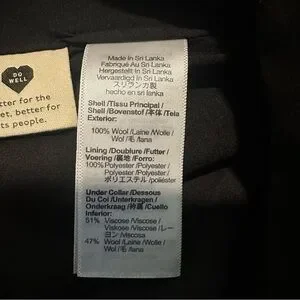 DO
WELL
tter for the
et, better for
ts people.
Made In Sri Lanka
Fabriqué Au Sri Lanka
Hergestellt In Sri Lanka
Vervaardigd In Sri Lanka
スリランカ製
hecho en sri lanka
Shell /Tissu Principal /
Shell /Bovenstof /本体 /Tela
Exterior:
100% Wool /Laine /Wolle /
Wol /毛 /lana
Lining /Doublure /Futter /
Voering /裏地 /Forro:
100% Polyester /Polyester /
Polyester /Polyester /
ポリエステル /poliéster
Under Collar /Dessous
Du Col /Unterkragen /
Onderkraag /衿裏 /Cuello
Inferior:
51% Viscose /Viscose /
Viskose /Viscose /レー
ヨン /viscosa
47% Wool /Laine /Wolle /
Wol /毛 /lana